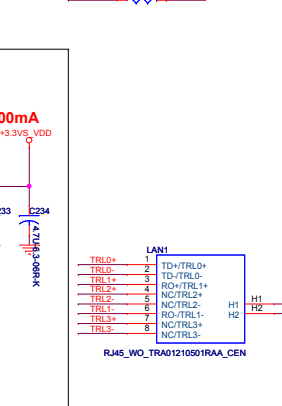 00mA
+3.3VS_VDD
233
C234
4.7U-6.3-06R-K
LAN1
TRL0+ 1 TD+/TRL0+
TRL0- 2 TD-/TRL0-
TRL1+ 3 RO+/TRL1+
TRL2+ 4 NC/TRL2+
TRL2- 5 NC/TRL2- H1 H1
TRL1- 6 RO-/TRL1- H2 H2
TRL3+ 7 NC/TRL3+
TRL3- 8 NC/TRL3-
RJ45_WO_TRA01210501RAA_CEN